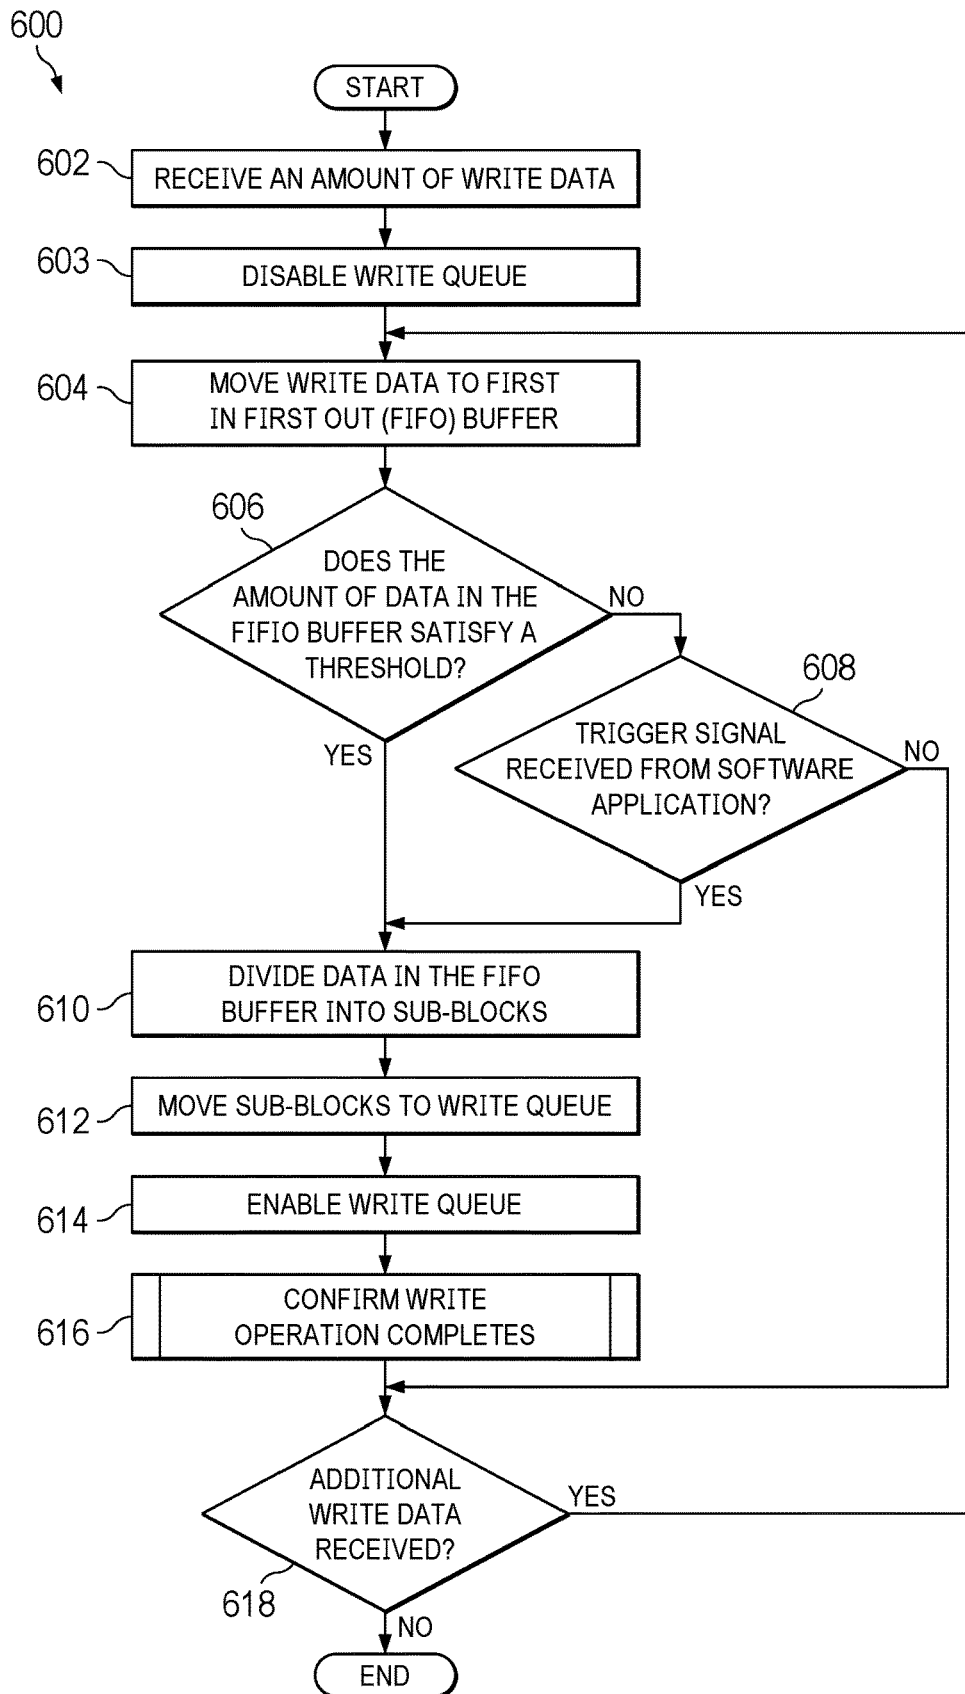 600
START
602
RECEIVE AN AMOUNT OF WRITE DATA
603
DISABLE WRITE QUEUE
604
MOVE WRITE DATA TO FIRST
IN FIRST OUT (FIFO) BUFFER
606
DOES THE
AMOUNT OF DATA IN THE
FIFIO BUFFER SATISFY A
THRESHOLD?
NO
YES
608
TRIGGER SIGNAL
RECEIVED FROM SOFTWARE
APPLICATION?
NO
YES
610
DIVIDE DATA IN THE FIFO
BUFFER INTO SUB-BLOCKS
612
MOVE SUB-BLOCKS TO WRITE QUEUE
614
ENABLE WRITE QUEUE
616
CONFIRM WRITE
OPERATION COMPLETES
618
ADDITIONAL
WRITE DATA
RECEIVED?
YES
NO
END